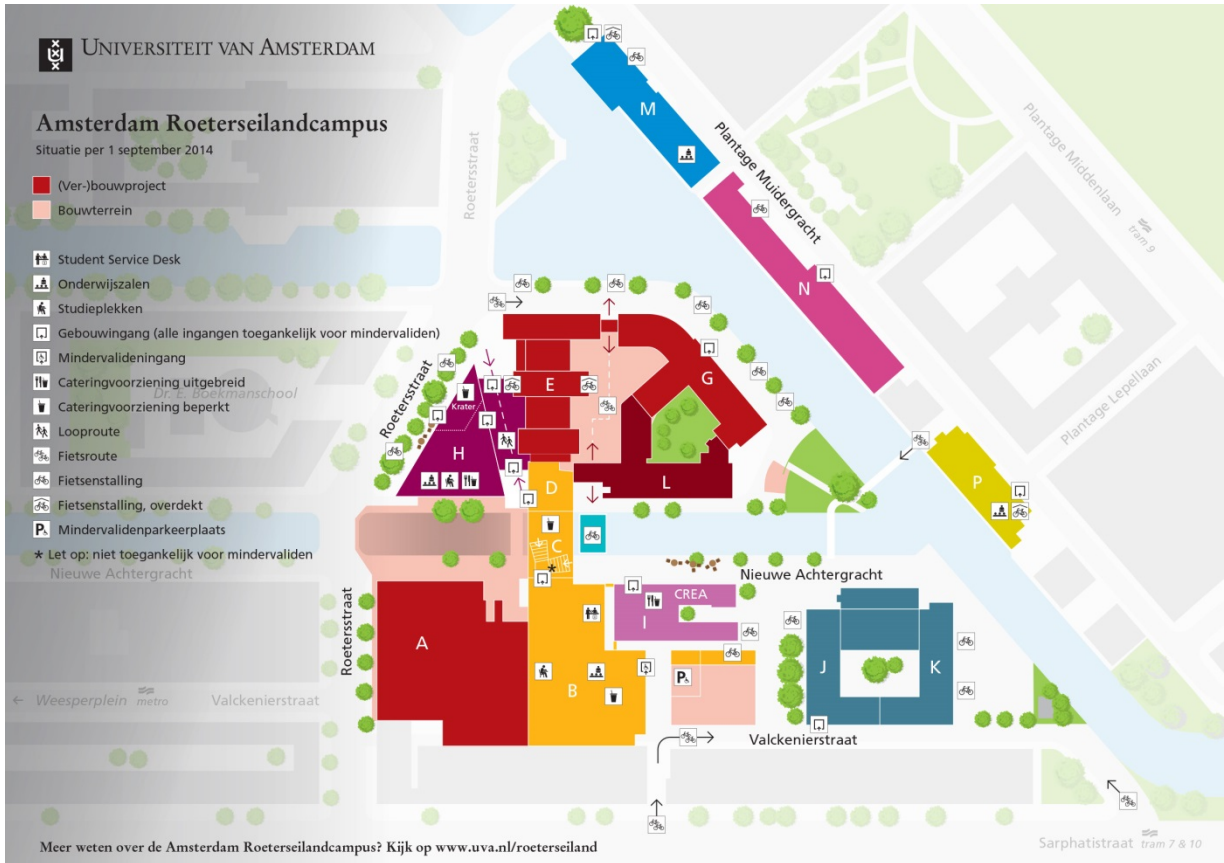 UNIVERSITEIT VAN AMSTERDAM
Amsterdam Roeterseilandcampus
Situatie per 1 september 2014
(Ver-)bouwproject
Bouwterrein
Student Service Desk
Onderwijszalen
Studieplekken
Gebouwingang (alle ingangen toegankelijk voor mindervaliden)
Mindervalideningang
Cateringvoorziening uitgebreid
Cateringvoorziening beperkt
Looproute
Fietsroute
Fietsenstalling
Fietsenstalling, overdekt
P Mindervalidenparkeerplaats
* Let op: niet toegankelijk voor mindervaliden
Roetersstraat
M
Plantage Muidergracht
Plantage Middenlaan
tram 9
N
Plantage Lepellaan
P
Dr. E. Boekmanschool
Roetersstraat
Krater
H
E
G
L
D
C
*
Nieuwe Achtergracht
Nieuwe Achtergracht
CREA
I
Roetersstraat
A
B
P
J
K
← Weesperplein metro
Valckenierstraat
Valckenierstraat
Sarphatistraat tram 7 & 10
Meer weten over de Amsterdam Roeterseilandcampus? Kijk op www.uva.nl/roeterseiland